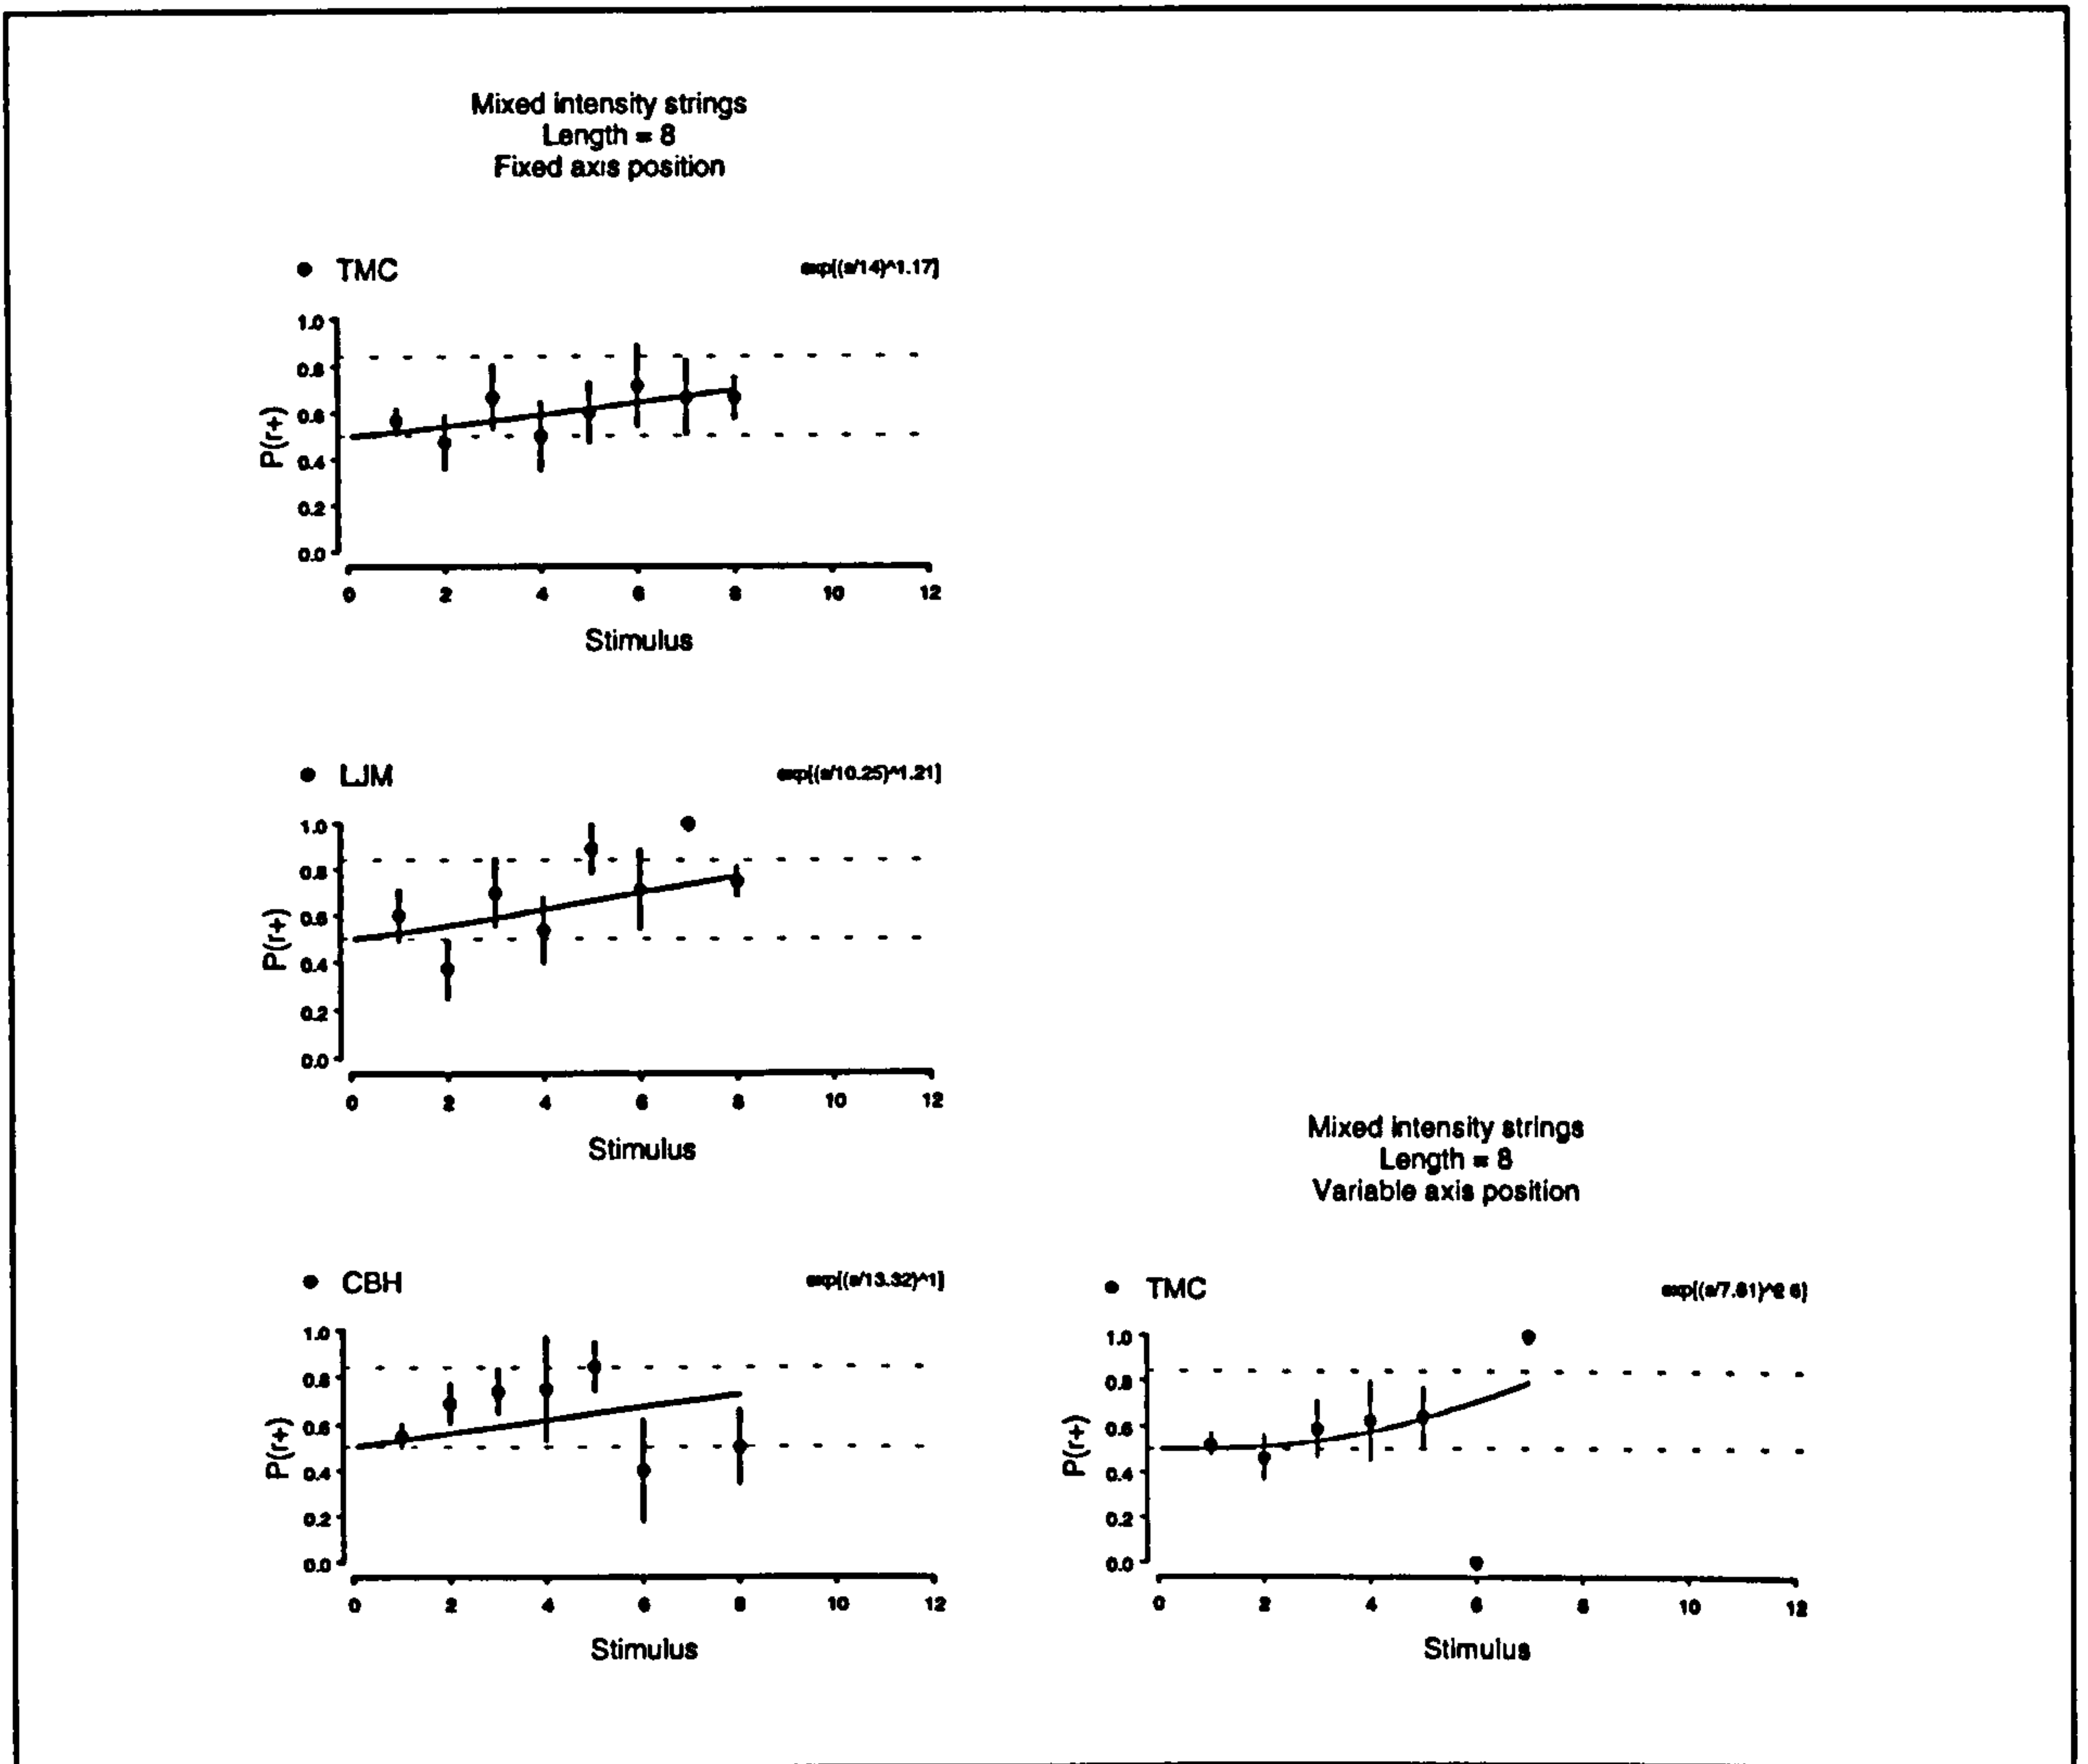 Mixed intensity strings
Length = 8
Fixed axis position
TMC
exp[(s/14)^1.17]
1.0
0.8
0.6
0.4
0.2
0.0
P(r+)
0 2 4 6 8 10 12
Stimulus
LJM
exp[(s/10.25)^1.21]
1.0
0.8
0.6
0.4
0.2
0.0
P(r+)
0 2 4 6 8 10 12
Stimulus
Mixed intensity strings
Length = 8
Variable axis position
CBH
exp[(s/13.32)^1]
1.0
0.8
0.6
0.4
0.2
0.0
P(r+)
0 2 4 6 8 10 12
Stimulus
TMC
exp[(s/7.61)^2 6]
1.0
0.8
0.6
0.4
0.2
0.0
P(r+)
0 2 4 6 8 10 12
Stimulus